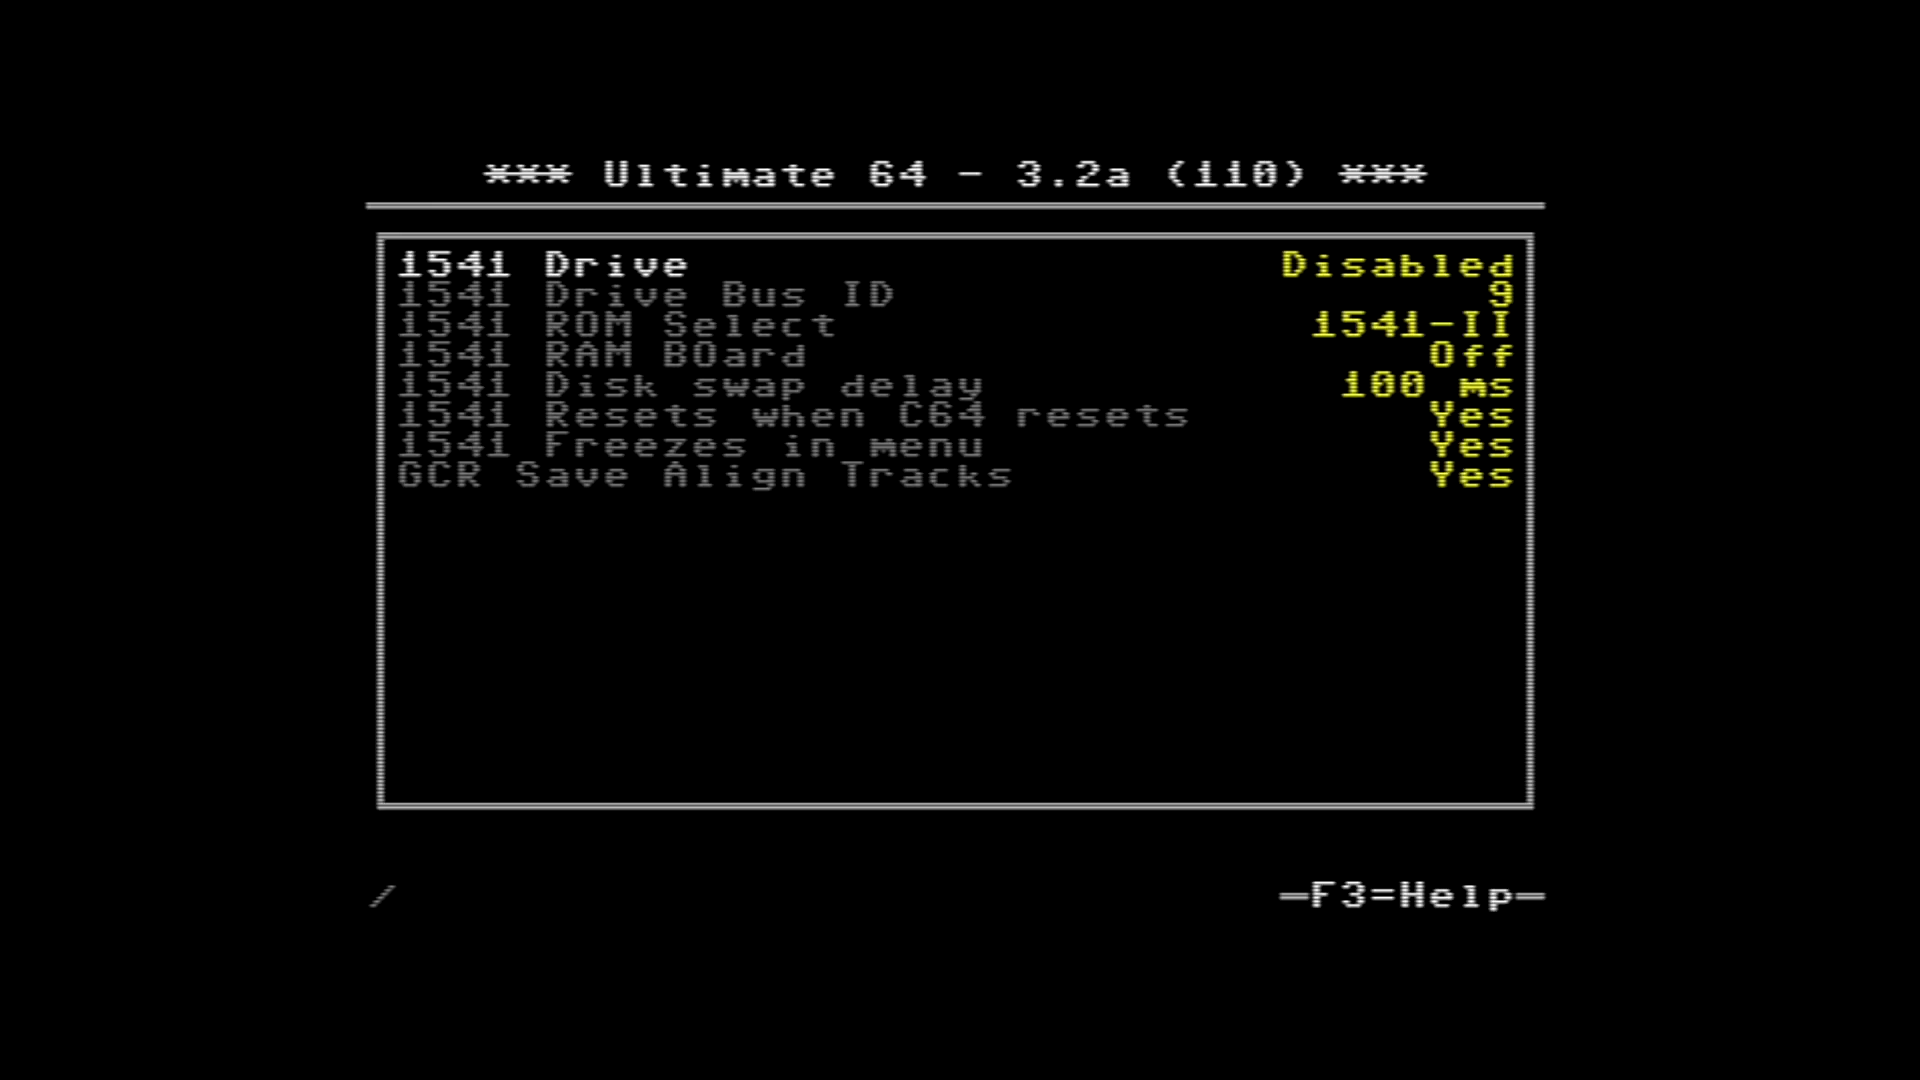 *** Ultimate 64 - 3.2a (110) ***
1541 Drive Disabled
1541 Drive Bus ID 9
1541 ROM Select 1541-II
1541 RAM BOard Off
1541 Disk swap delay 100 ms
1541 Resets when C64 resets Yes
1541 Freezes in menu Yes
GCR Save Align Tracks Yes
/ —F3=Help—